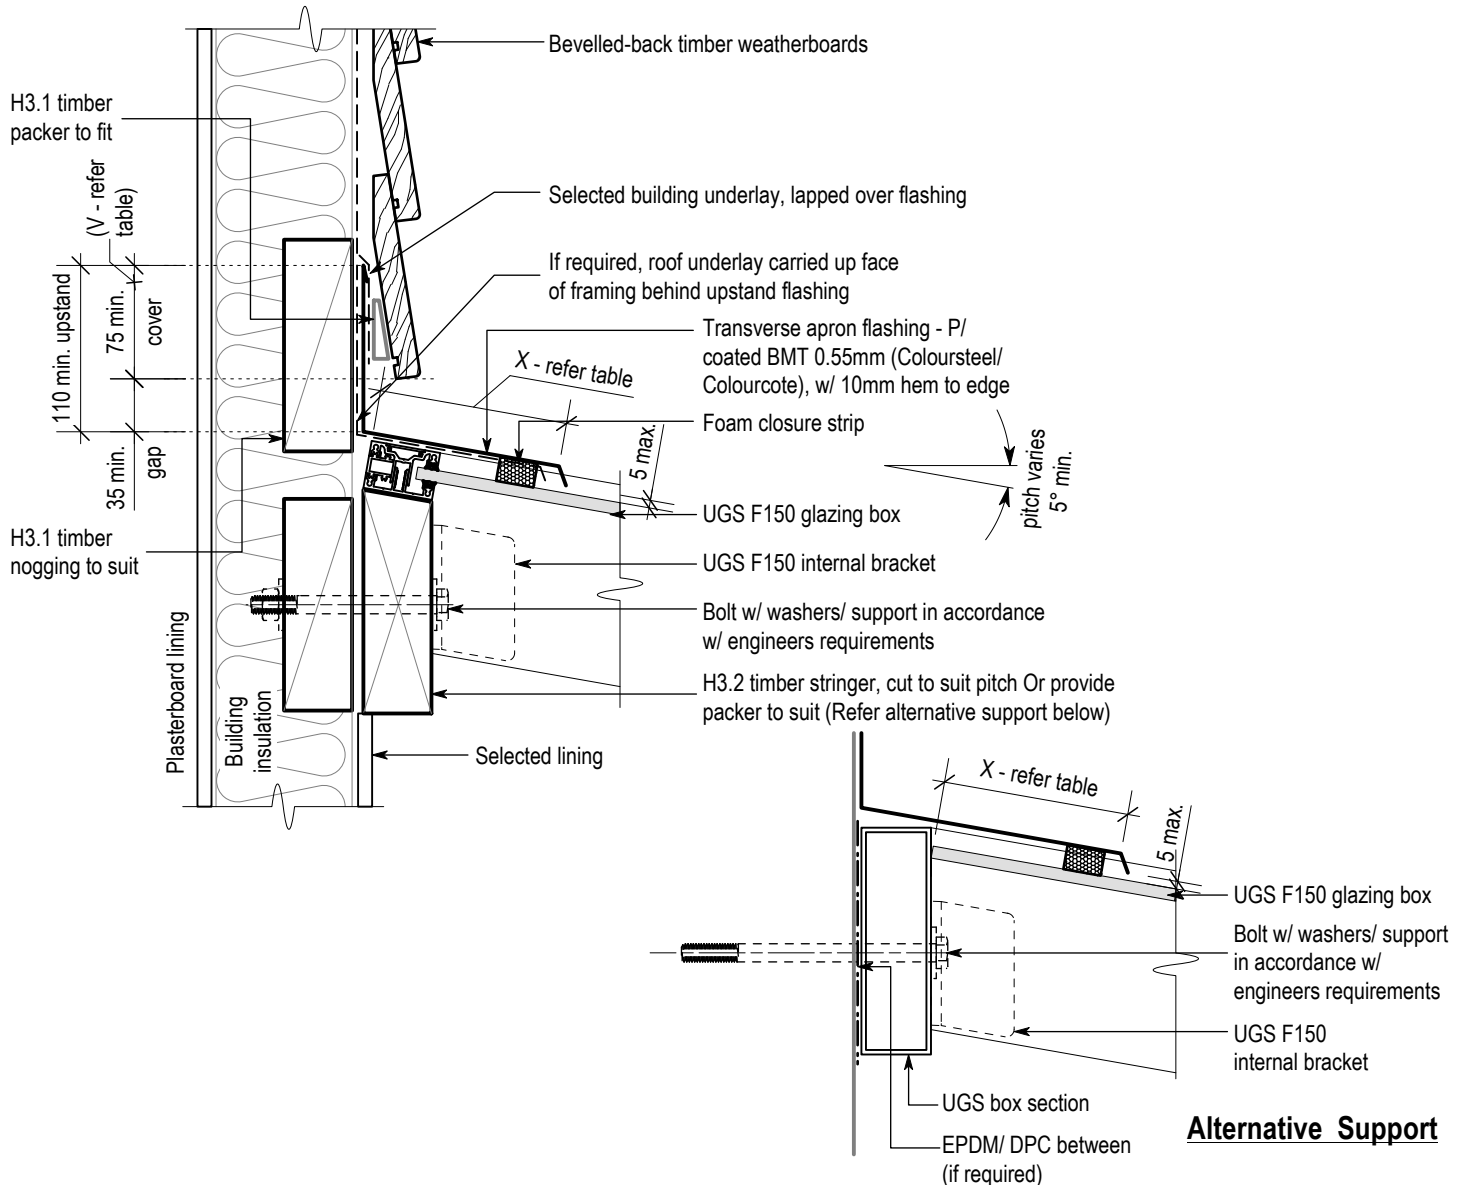 Bevelled-back timber weatherboards
H3.1 timber
packer to fit
(V - refer
table)
Selected building underlay, lapped over flashing
If required, roof underlay carried up face
of framing behind upstand flashing
110 min. upstand
75 min.
cover
Transverse apron flashing - P/
coated BMT 0.55mm (Coloursteel/
Colourcote), w/ 10mm hem to edge
X - refer table
Foam closure strip
35 min.
gap
5 max.
pitch varies
5° min.
UGS F150 glazing box
H3.1 timber
nogging to suit
UGS F150 internal bracket
Bolt w/ washers/ support in accordance
w/ engineers requirements
H3.2 timber stringer, cut to suit pitch Or provide
packer to suit (Refer alternative support below)
Plasterboard lining
Building
insulation
Selected lining
X - refer table
5 max.
UGS F150 glazing box
Bolt w/ washers/ support
in accordance w/
engineers requirements
UGS F150
internal bracket
UGS box section
Alternative Support
EPDM/ DPC between
(if required)